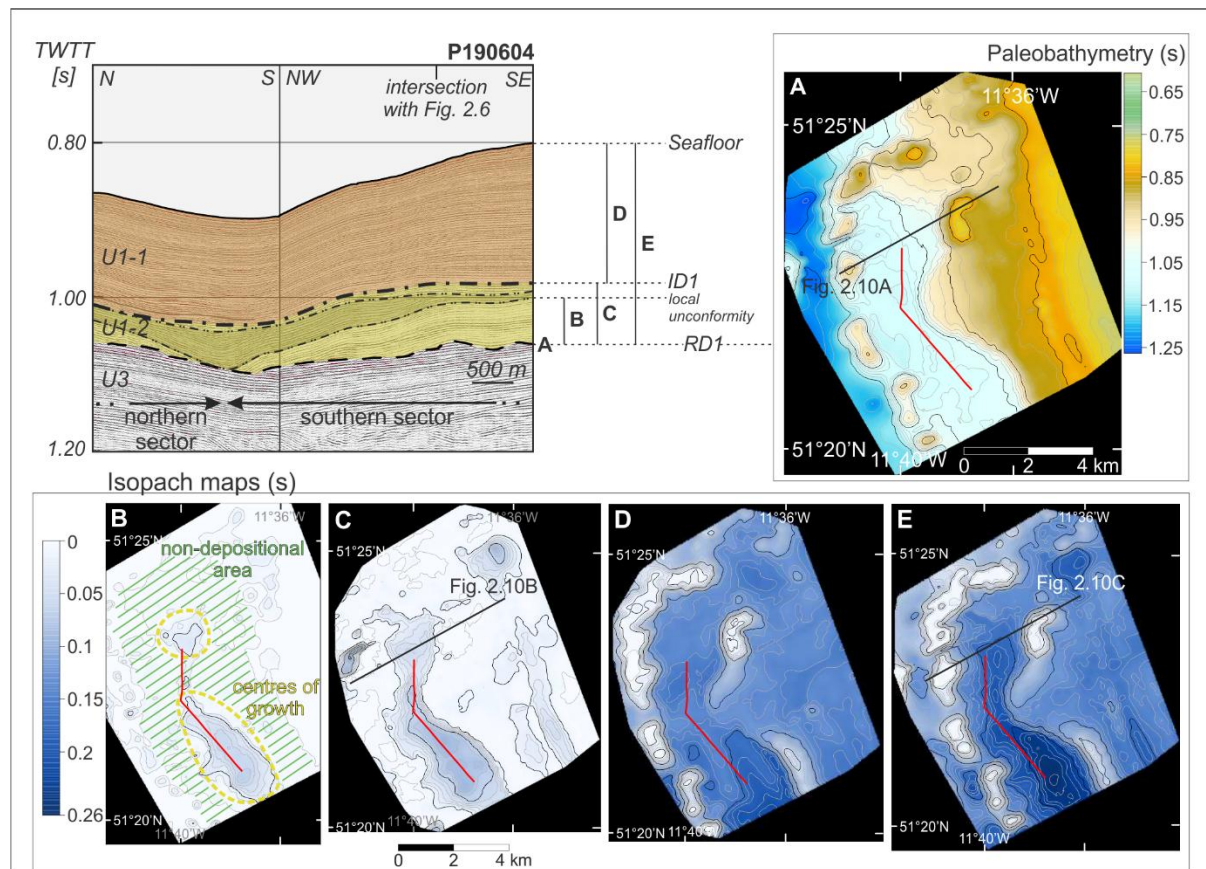 TWTT
[s]
P190604
N
S
NW
SE
intersection
with Fig. 2.6
0.80
1.00
1.20
Seafloor
D
E
U1-1
ID1
local
unconformity
B
C
U1-2
A
RD1
U3
500 m
northern
sector
southern
sector
Paleobathymetry (s)
A
11°36'W
51°25'N
Fig. 2.10A
51°20'N
11°40'W
0 2 4 km
0.65
0.75
0.85
0.95
1.05
1.15
1.25
Isopach maps (s)
0
0.05
0.1
0.15
0.2
0.26
B
11°36'W
51°25'N
non-depositional
area
centres of
growth
51°20'N
11°40'W
C
11°36'W
51°25'N
Fig. 2.10B
51°20'N
11°40'W
0 2 4 km
D
11°36'W
51°25'N
51°20'N
11°40'W
E
11°36'W
51°25'N
Fig. 2.10C
51°20'N
11°40'W